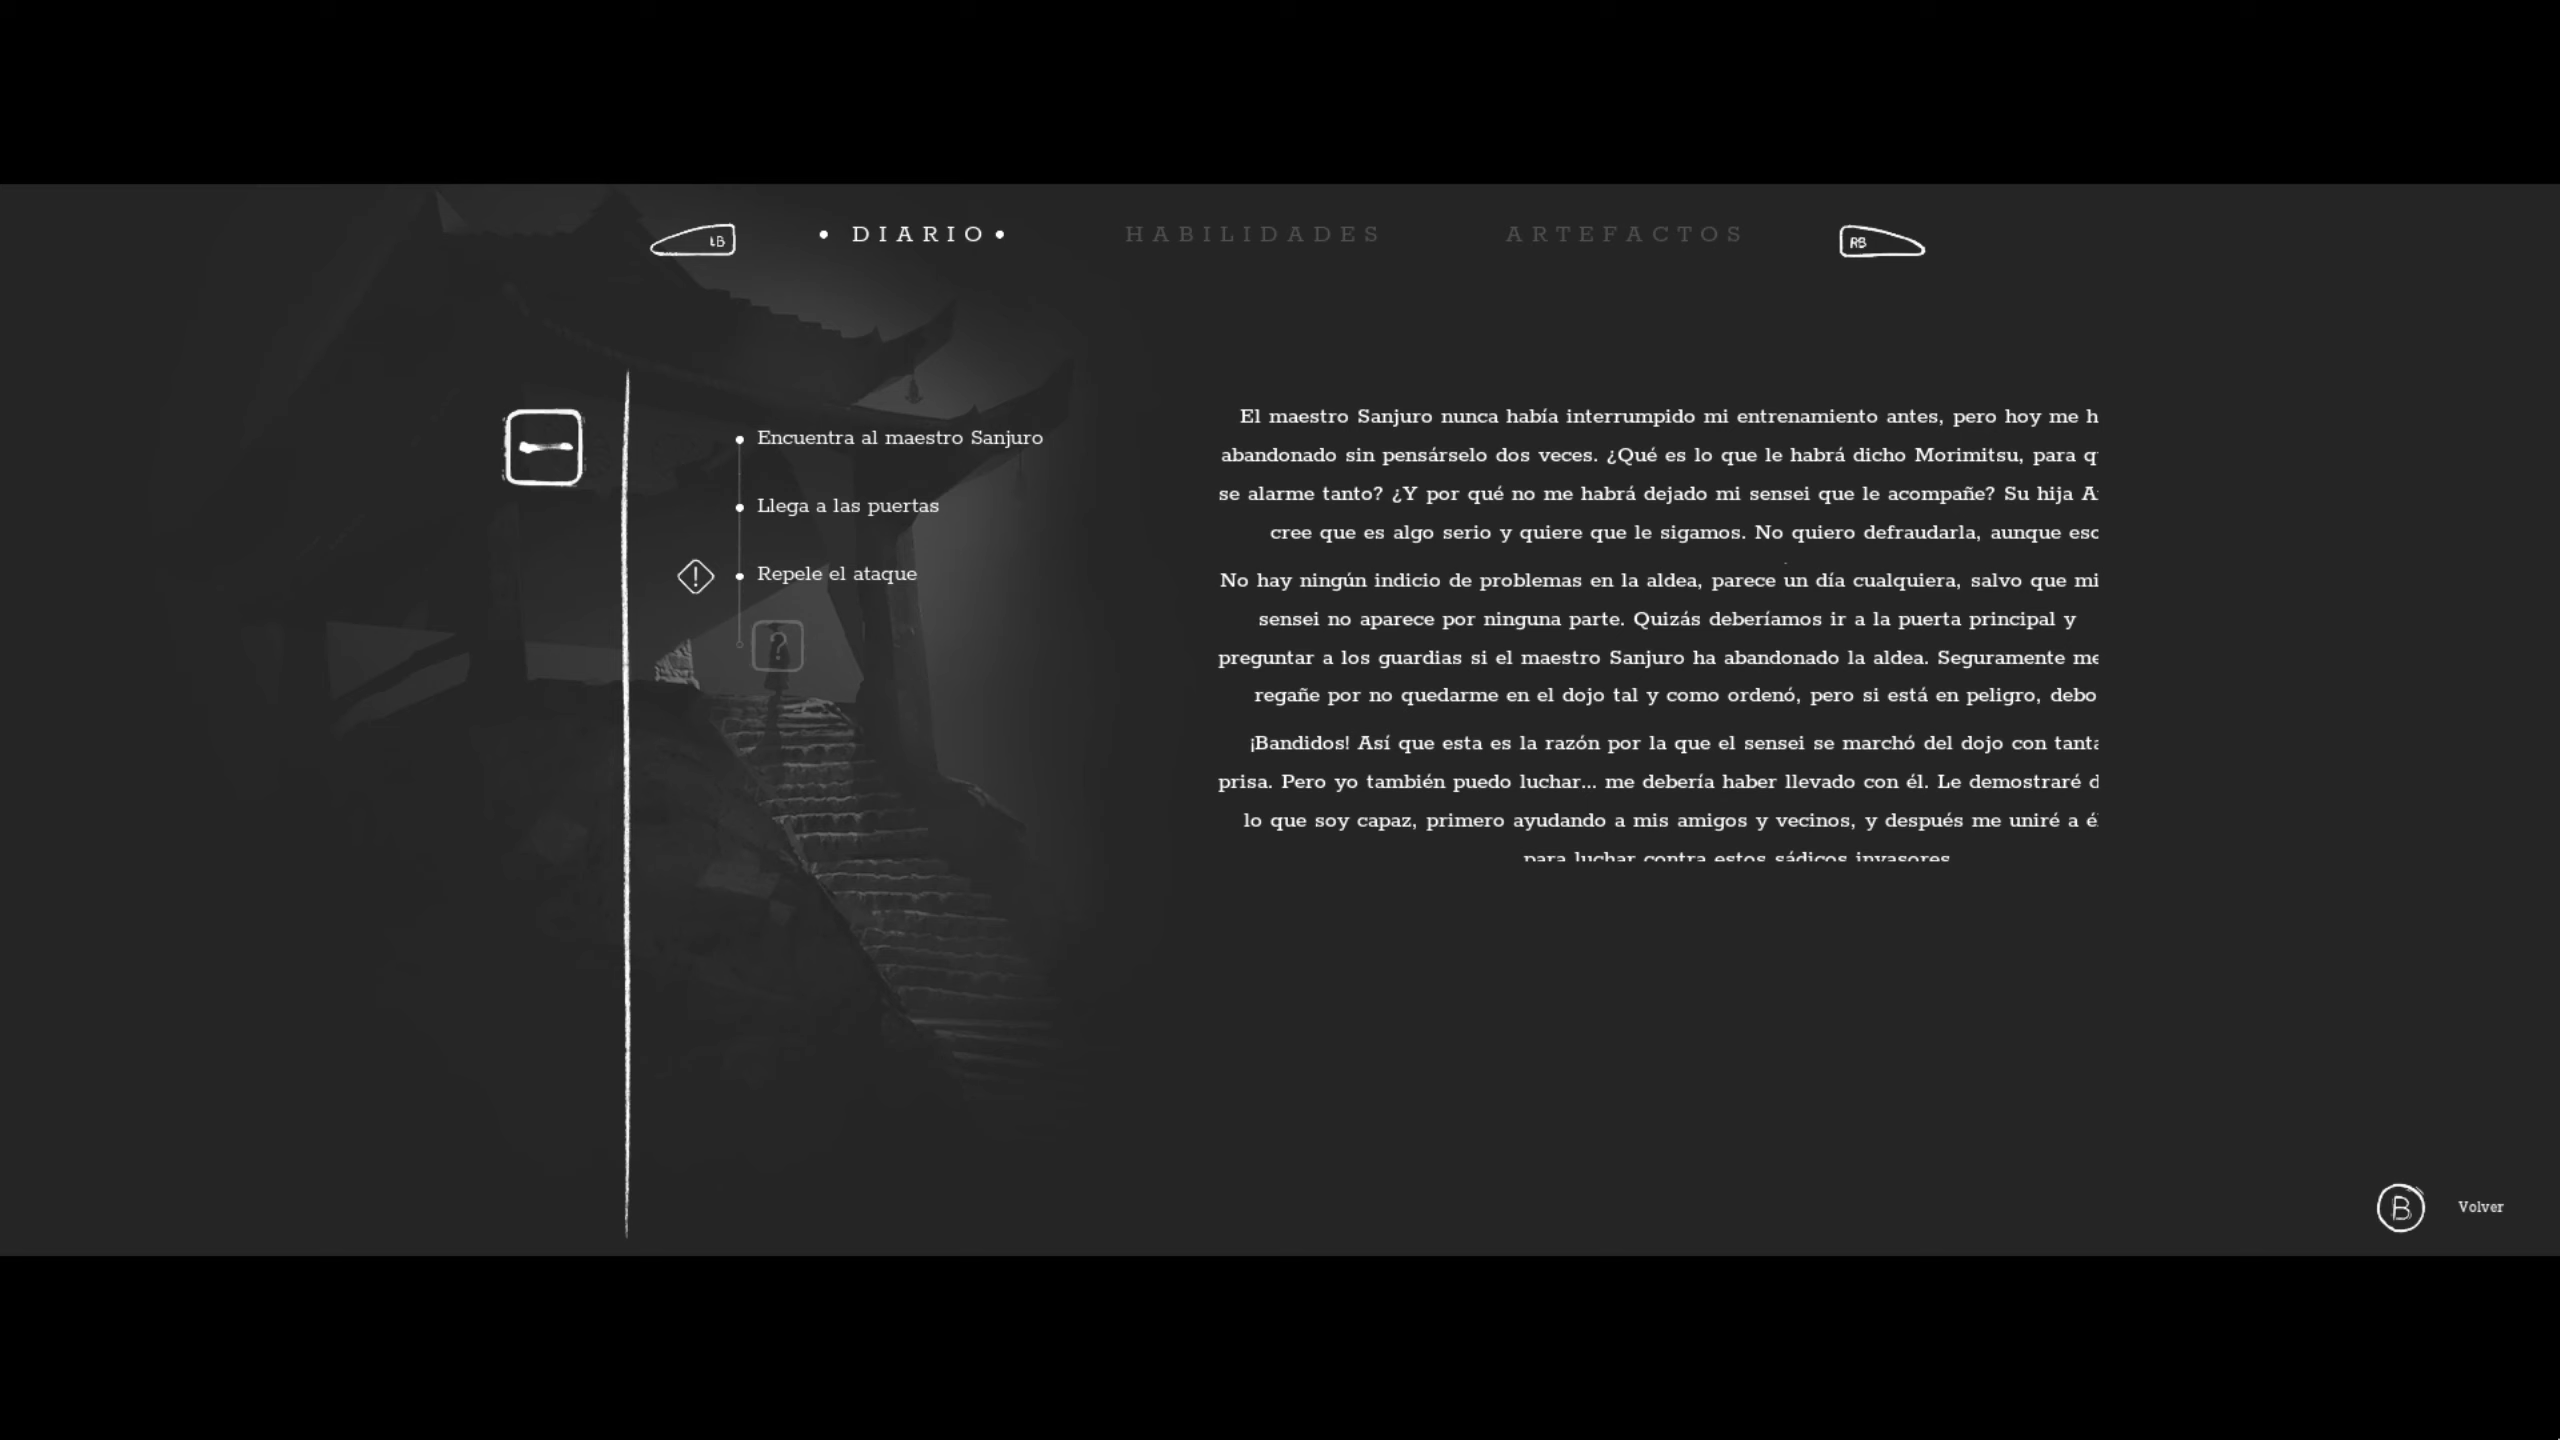 LB
• DIARIO •
HABILIDADES
ARTEFACTOS
RB
Encuentra al maestro Sanjuro
Llega a las puertas
Repele el ataque
?
El maestro Sanjuro nunca había interrumpido mi entrenamiento antes, pero hoy me h
abandonado sin pensárselo dos veces. ¿Qué es lo que le habrá dicho Morimitsu, para q
se alarme tanto? ¿Y por qué no me habrá dejado mi sensei que le acompañe? Su hija
cree que es algo serio y quiere que le sigamos. No quiero defraudarla, aunque
No hay ningún indicio de problemas en la aldea, parece un día cualquiera, salvo que mi
sensei no aparece por ninguna parte. Quizás deberíamos ir a la puerta principal y
preguntar a los guardias si el maestro Sanjuro ha abandonado la aldea. Seguramente me
regañe por no quedarme en el dojo tal y como ordenó, pero si está en peligro, debo
¡Bandidos! Así que esta es la razón por la que el sensei se marchó del dojo con tanta
prisa. Pero yo también puedo luchar... me debería haber llevado con él. Le demostraré d
lo que soy capaz, primero ayudando a mis amigos y vecinos, y después me uniré a é
para luchar contra estos sádicos invasores
B Volver